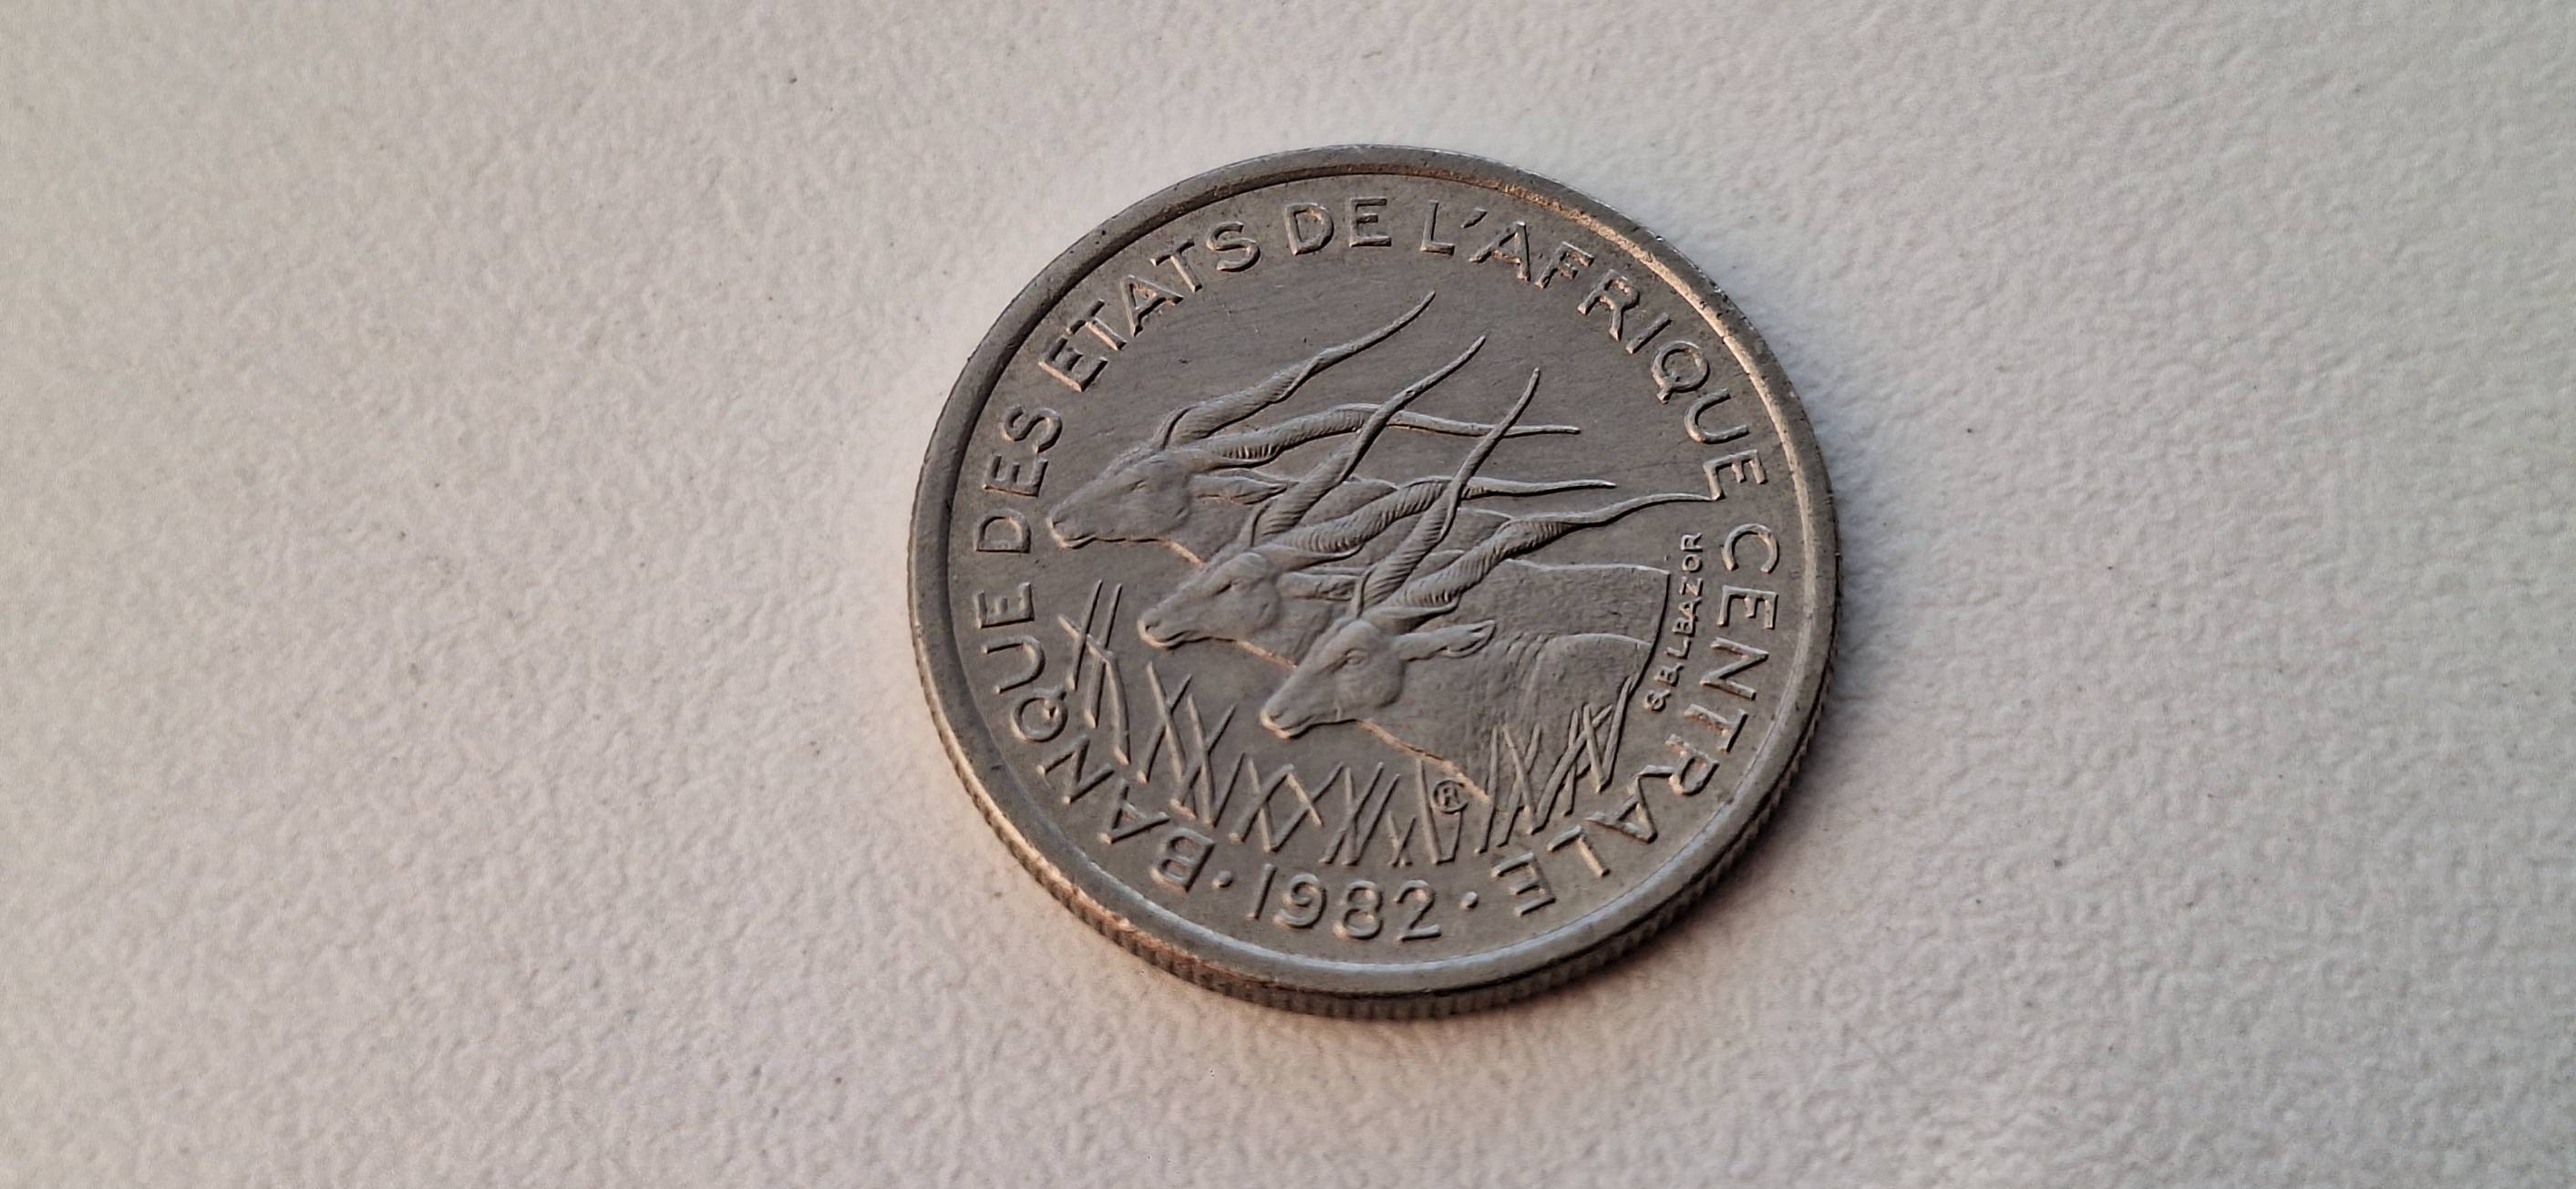 BANQUE DES ETATS DE L'AFRIQUE CENTRALE
G.B.L.BAZOR
R
• 1982 •